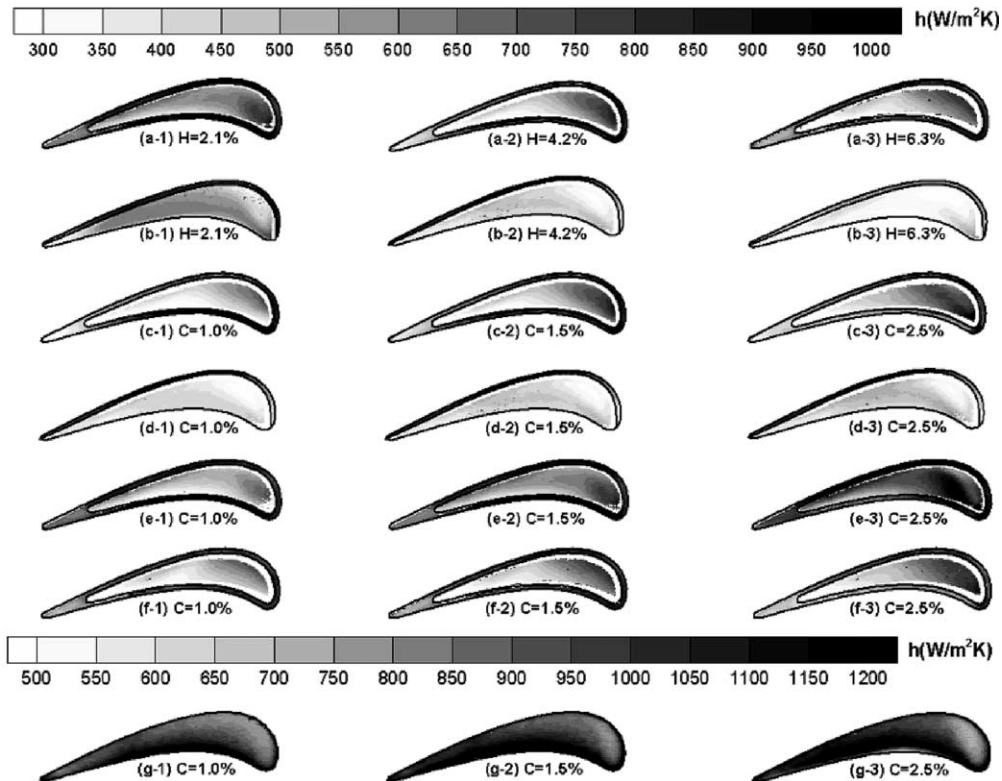 h(W/m²K)
300 350 400 450 500 550 600 650 700 750 800 850 900 950 1000
(a-1) H=2.1% (a-2) H=4.2% (a-3) H=6.3%
(b-1) H=2.1% (b-2) H=4.2% (b-3) H=6.3%
(c-1) C=1.0% (c-2) C=1.5% (c-3) C=2.5%
(d-1) C=1.0% (d-2) C=1.5% (d-3) C=2.5%
(e-1) C=1.0% (e-2) C=1.5% (e-3) C=2.5%
(f-1) C=1.0% (f-2) C=1.5% (f-3) C=2.5%
h(W/m²K)
500 550 600 650 700 750 800 850 900 950 1000 1050 1100 1150 1200
(g-1) C=1.0% (g-2) C=1.5% (g-3) C=2.5%